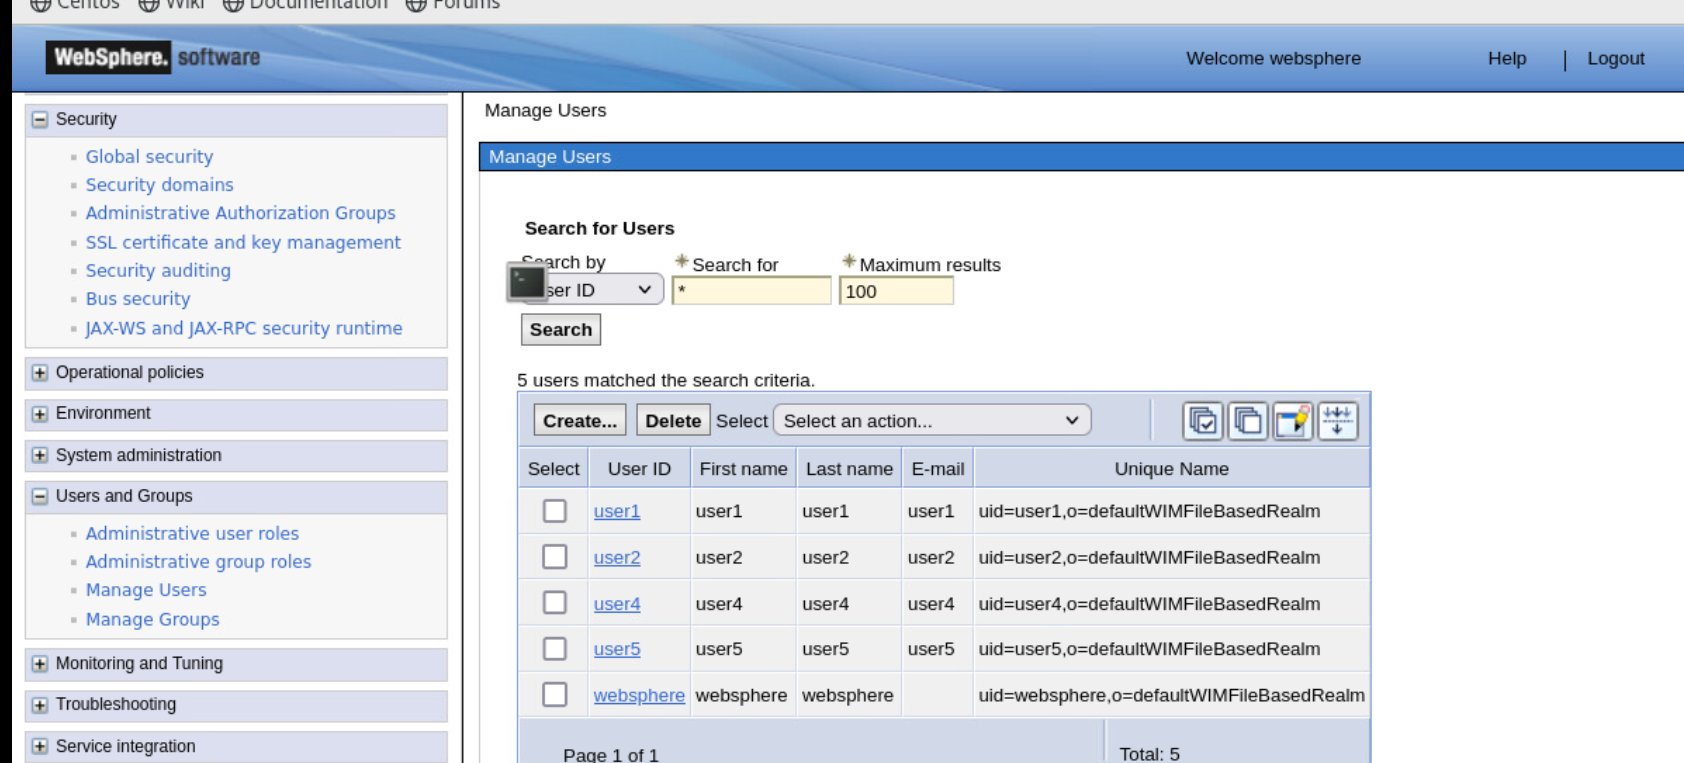 Centos Wiki Documentation Forums
WebSphere. software
Welcome websphere Help | Logout
Security
Global security
Security domains
Administrative Authorization Groups
SSL certificate and key management
Security auditing
Bus security
JAX-WS and JAX-RPC security runtime
Operational policies
Environment
System administration
Users and Groups
Administrative user roles
Administrative group roles
Manage Users
Manage Groups
Monitoring and Tuning
Troubleshooting
Service integration
Manage Users
Manage Users
Search for Users
Search by * Search for * Maximum results
ser ID * 100
Search
5 users matched the search criteria.
Create... Delete Select Select an action...
Select User ID First name Last name E-mail Unique Name
user1 user1 user1 user1 uid=user1,o=defaultWIMFileBasedRealm
user2 user2 user2 user2 uid=user2,o=defaultWIMFileBasedRealm
user4 user4 user4 user4 uid=user4,o=defaultWIMFileBasedRealm
user5 user5 user5 user5 uid=user5,o=defaultWIMFileBasedRealm
websphere websphere websphere uid=websphere,o=defaultWIMFileBasedRealm
Page 1 of 1 Total: 5